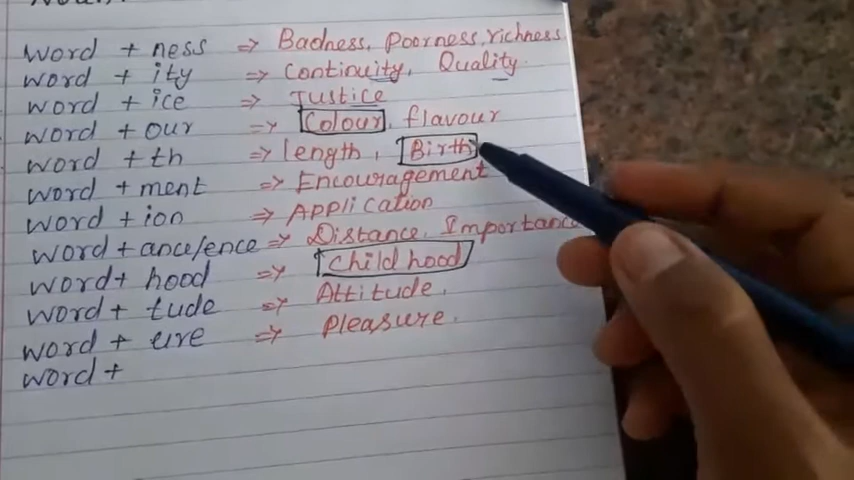 word + ness => Badness, Poorness, richness
word + ity => Continuity, Quality
word + ice => Justice
word + our => Colour, flavour
word + th => length, Birth
word + ment => Encouragement
word + ion => Application
word + ance/ence => Distance, Importance
word + hood => Child hood
word + tude => Attitude,
word + ure => Pleasure.
word +